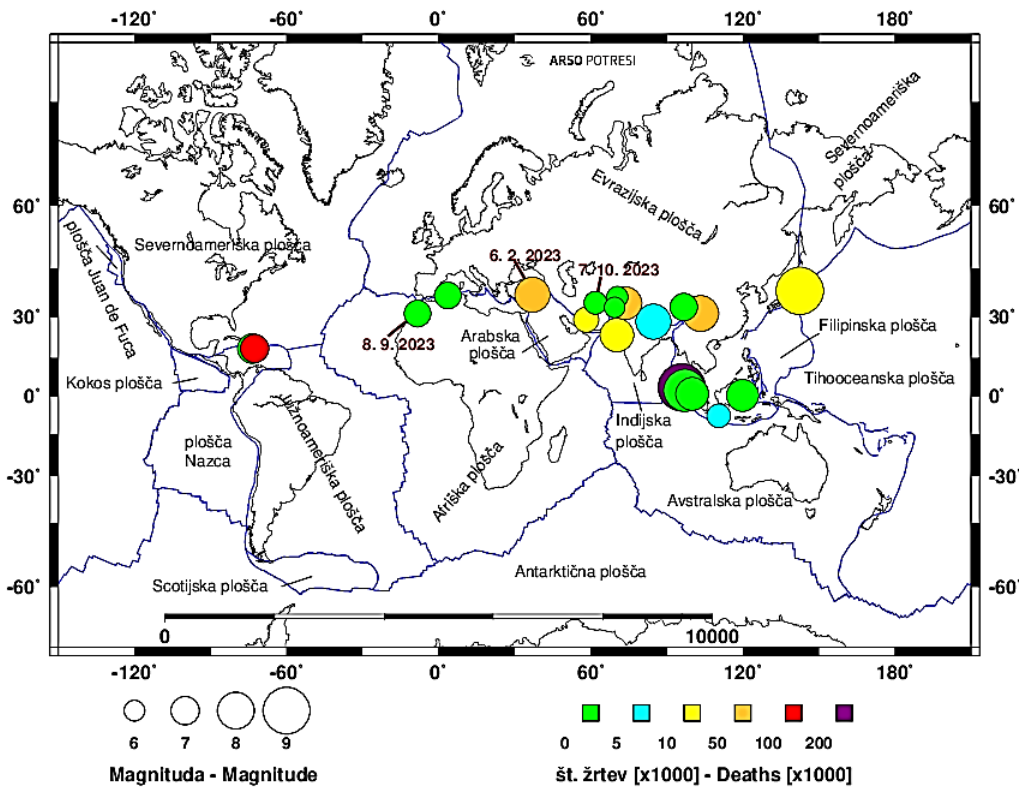 -120° -60° 0° 60° 120° 180°
ARSO POTRESI
Severnoameriška
plošča
Evrazijska plošča
60° 60°
Severnoameriška plošča
plošča Juan de Fuca
6. 2. 2023
7. 10. 2023
30° 30°
Filipinska plošča
Arabska
plošča
8. 9. 2023
Kokos plošča
Tihooceanska plošča
0° 0°
Južnoameriška plošča
Indijska
plošča
plošča
Nazca
Afriška plošča
-30° -30°
Avstralska plošča
Antarktična plošča
Scotijska plošča
-60° -60°
0 10000
-120° -60° 0° 60° 120° 180°
6 7 8 9
0 5 10 50 100 200
Magnituda - Magnitude
št. žrtev [x1000] - Deaths [x1000]